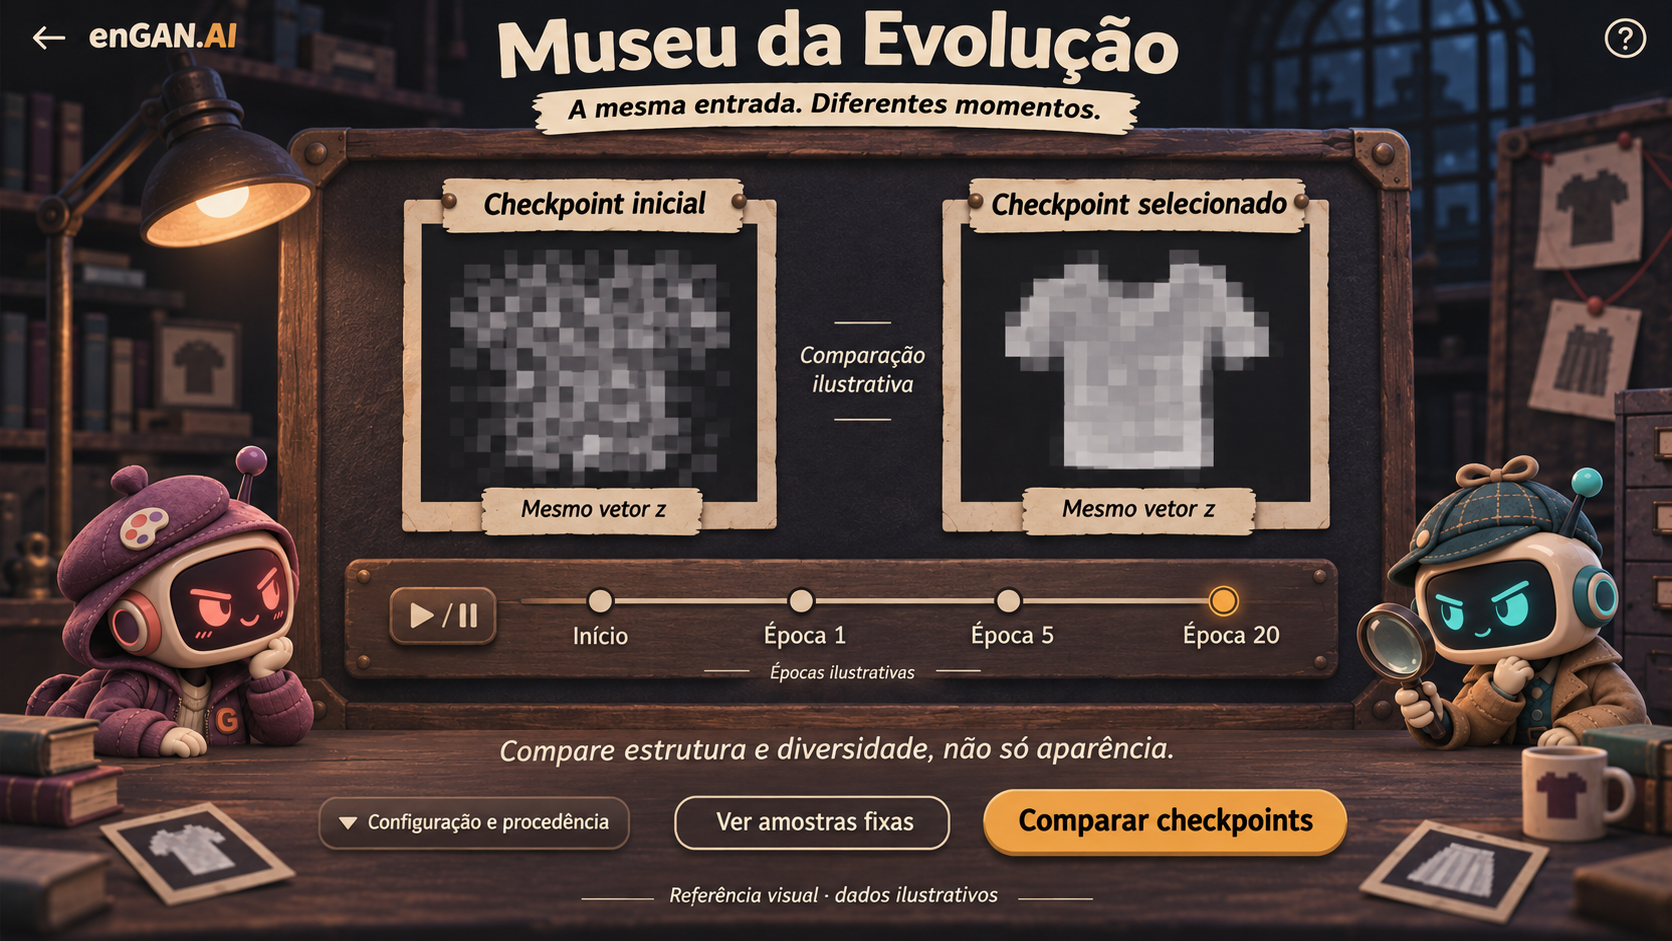 enGAN.AI
Museu da Evolução
A mesma entrada. Diferentes momentos.
?
Checkpoint inicial
Checkpoint selecionado
Comparação
ilustrativa
Mesmo vetor z
Mesmo vetor z
/
Início
Época 1
Época 5
Época 20
Épocas ilustrativas
G
Compare estrutura e diversidade, não só aparência.
Configuração e procedência
Ver amostras fixas
Comparar checkpoints
Referência visual · dados ilustrativos